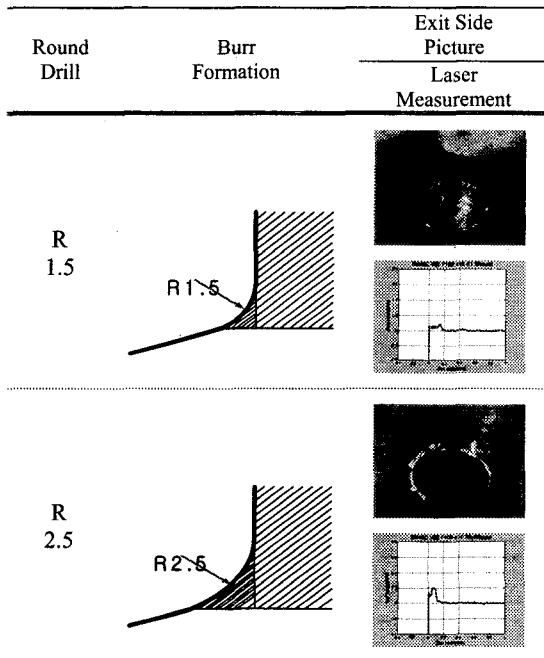 Round
Drill
Burr
Formation
Exit Side
Picture
Laser
Measurement
R
1.5
R1.5
R
2.5
R2.5